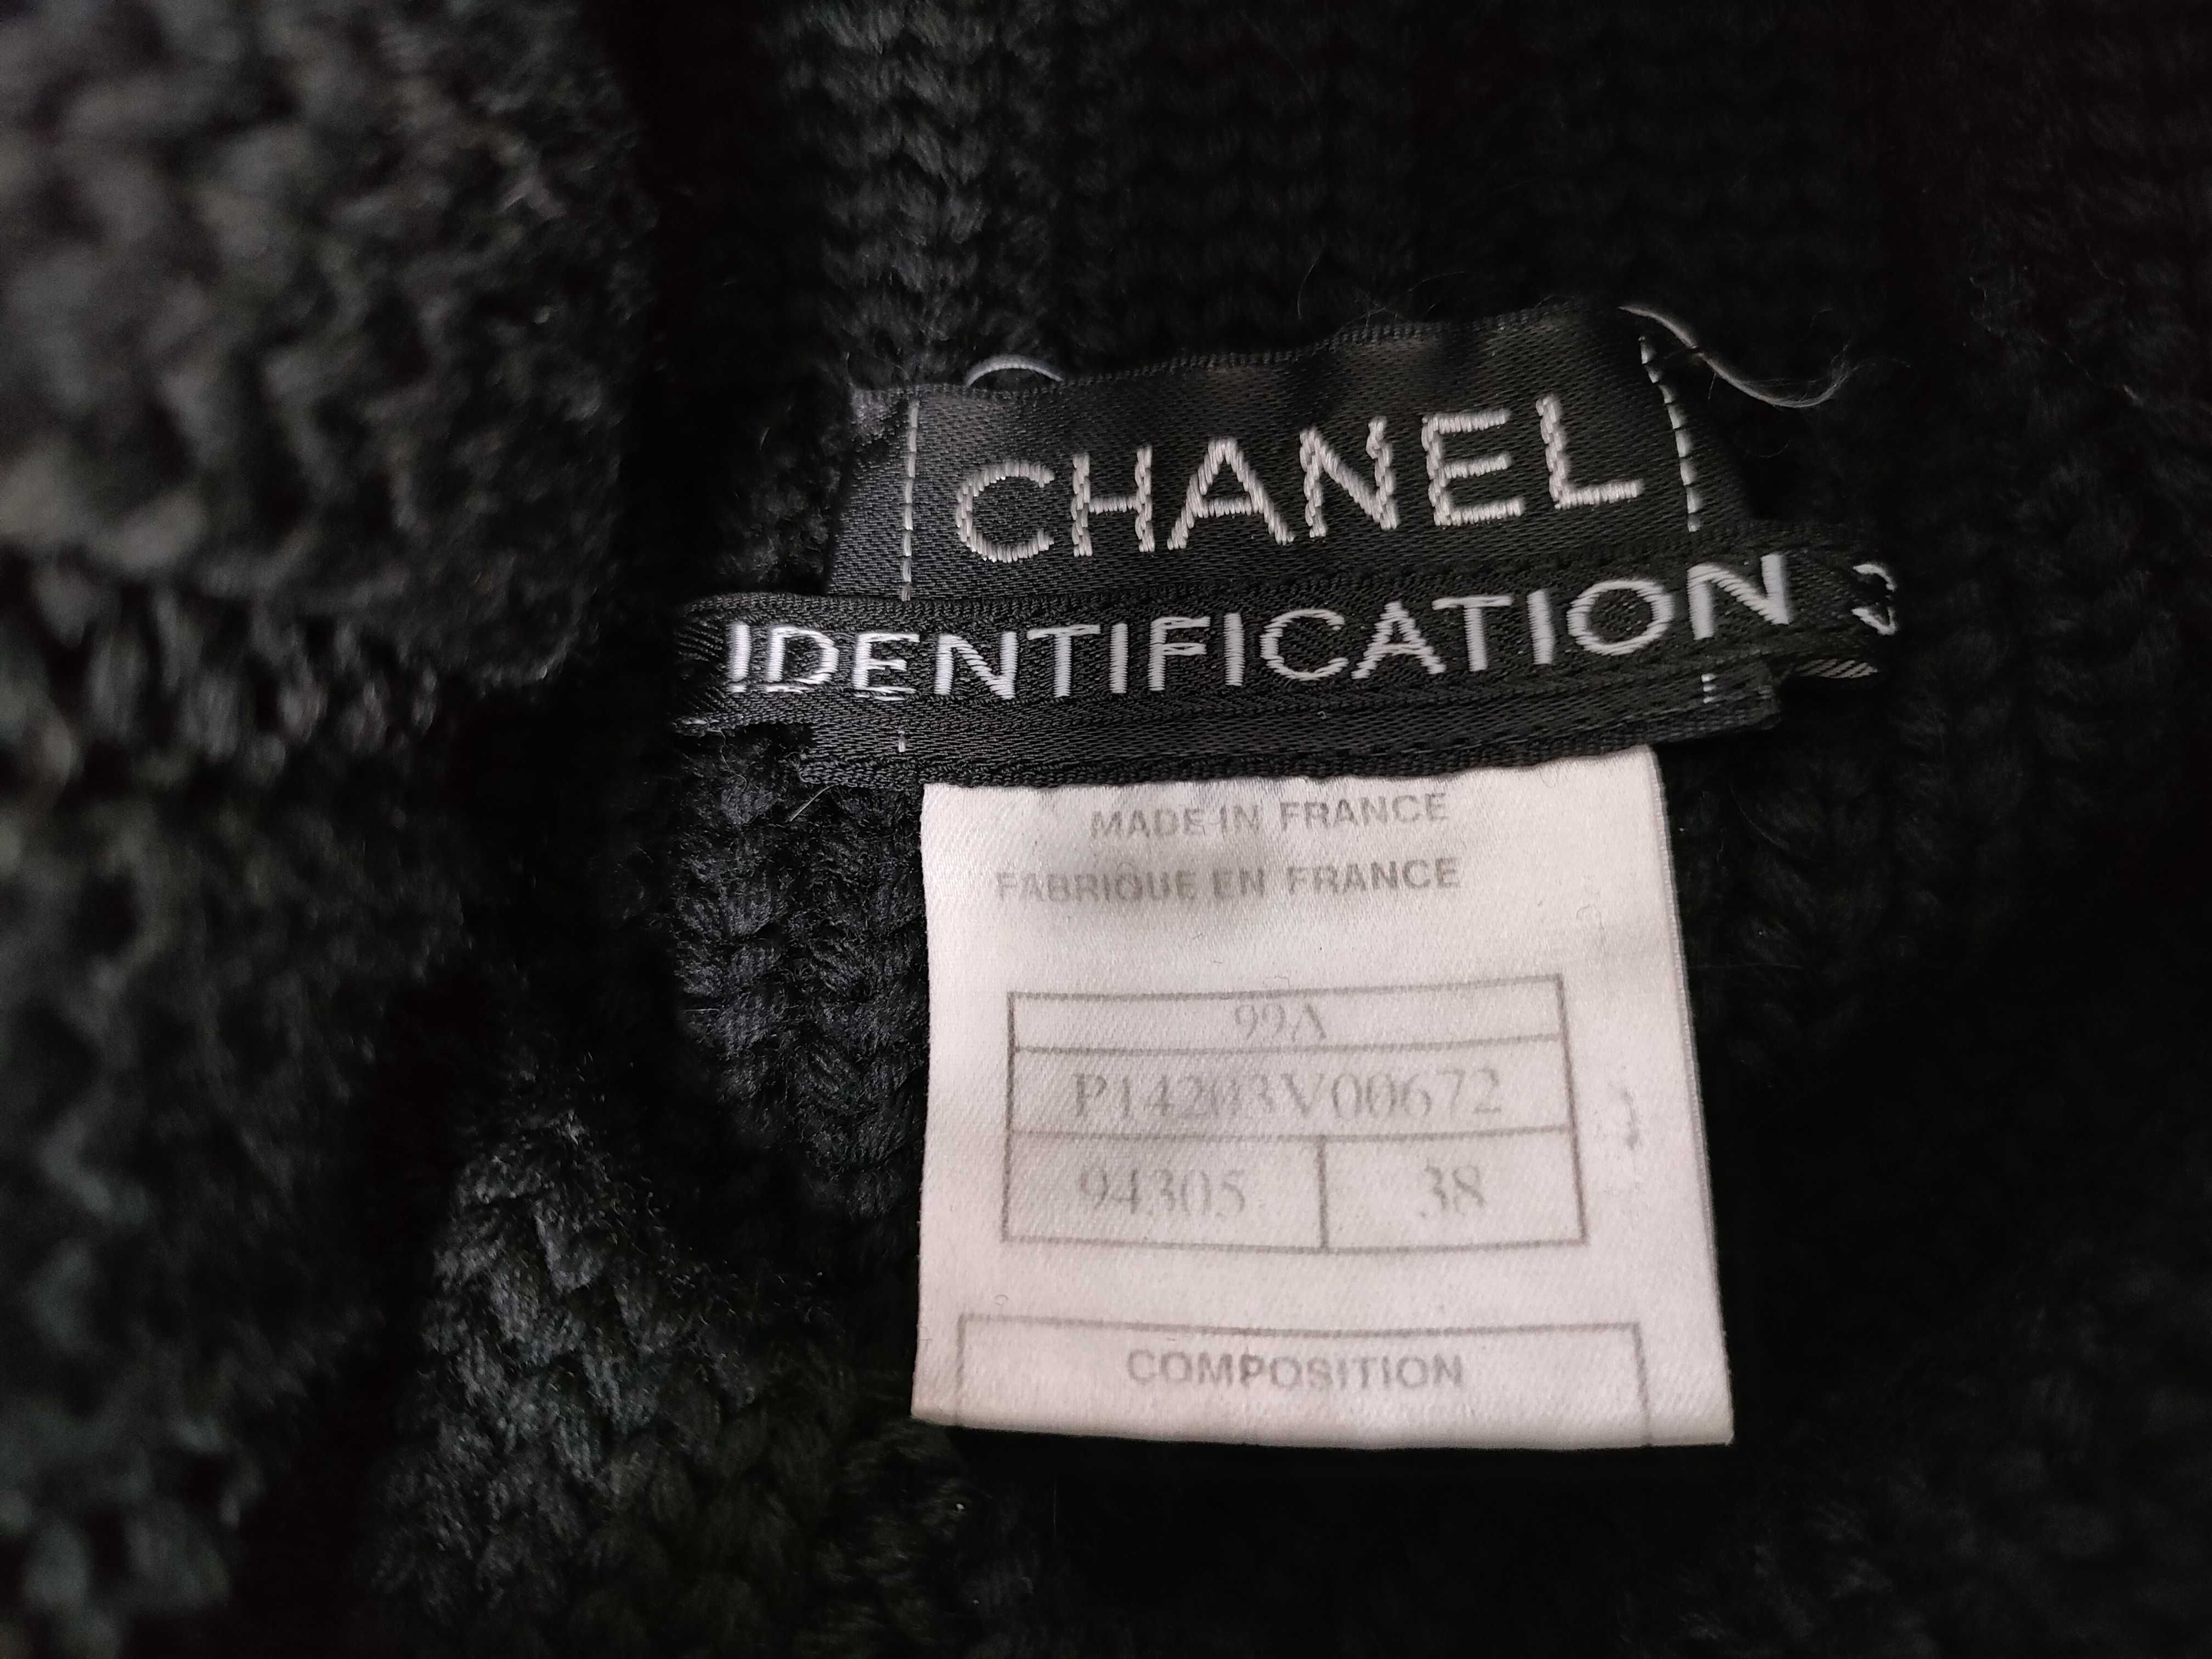 CHANEL
IDENTIFICATION
MADE IN FRANCE
FABRIQUE EN FRANCE
99A
P14203V00672
94305
38
COMPOSITION